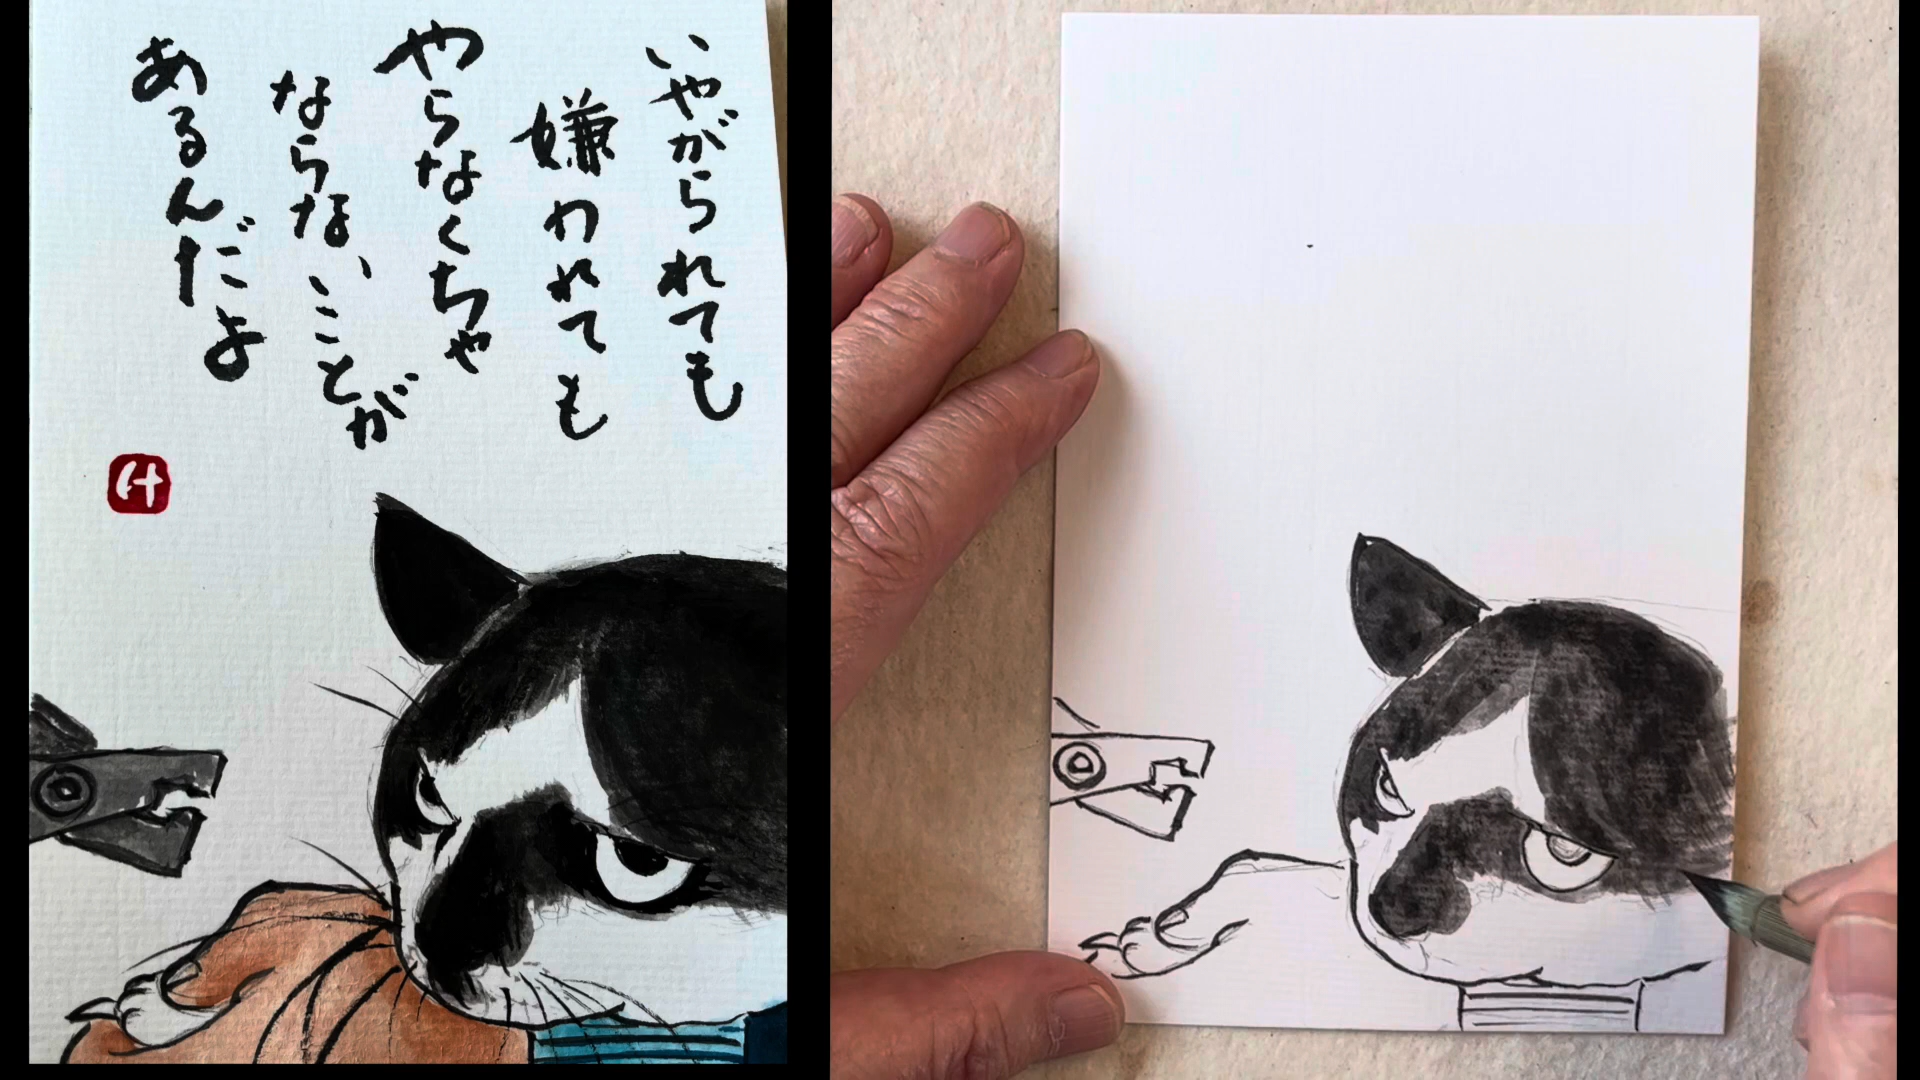 いやがられても
嫌われても
やらなくちゃ
ならないことが
あるんだよ
け